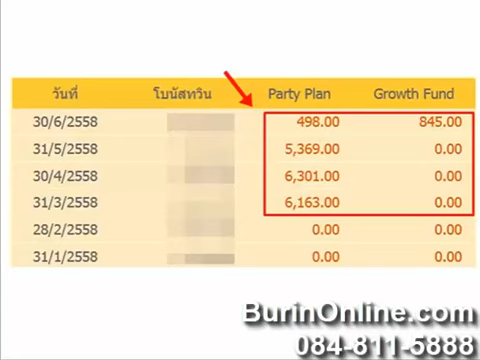 วันที่ โบนัสทวิน Party Plan Growth Fund
30/6/2558 498.00 845.00
31/5/2558 5,369.00 0.00
30/4/2558 6,301.00 0.00
31/3/2558 6,163.00 0.00
28/2/2558 0.00 0.00
31/1/2558 0.00 0.00
BurinOnline.com
084-811-5888